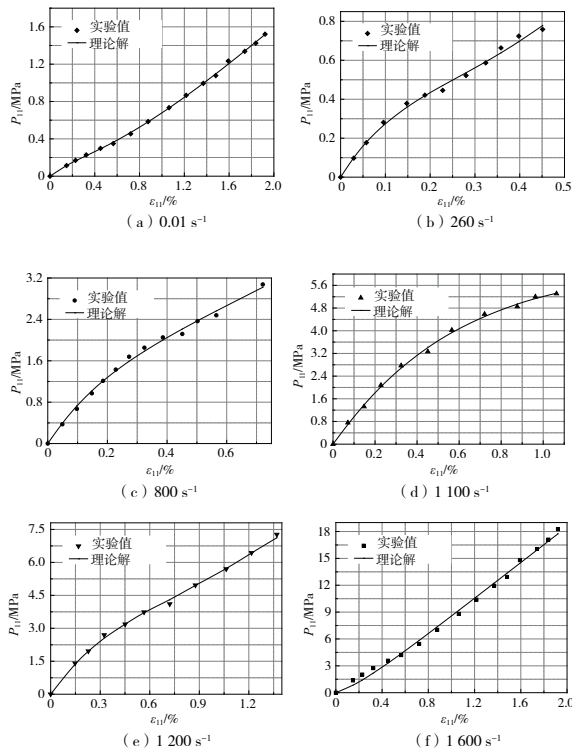 1.6
1.2
0.8
0.4
0
P₁₁/MPa
实验值
理论解
0 0.4 0.8 1.2 1.6 2.0
ε₁₁/%
(a) 0.01 s⁻¹
0.8
0.6
0.4
0.2
0
P₁₁/MPa
实验值
理论解
0 0.1 0.2 0.3 0.4 0.5
ε₁₁/%
(b) 260 s⁻¹
3.2
2.4
1.6
0.8
0
P₁₁/MPa
实验值
理论解
0 0.2 0.4 0.6
ε₁₁/%
(c) 800 s⁻¹
5.6
4.8
4.0
3.2
2.4
1.6
0.8
0
P₁₁/MPa
实验值
理论解
0 0.2 0.4 0.6 0.8 1.0
ε₁₁/%
(d) 1 100 s⁻¹
7.5
6.0
4.5
3.0
1.5
0
P₁₁/MPa
实验值
理论解
0 0.3 0.6 0.9 1.2
ε₁₁/%
(e) 1 200 s⁻¹
18
15
12
9
6
3
0
P₁₁/MPa
实验值
理论解
0 0.4 0.8 1.2 1.6 2.0
ε₁₁/%
(f) 1 600 s⁻¹